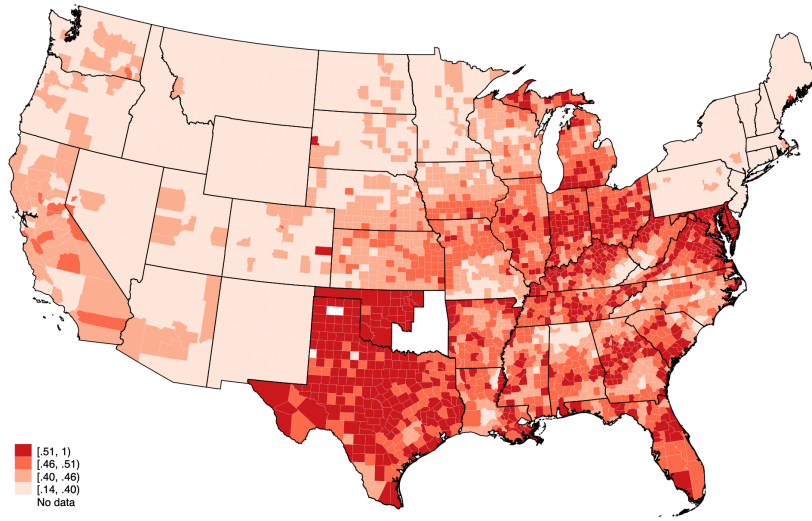 [.51, 1)
[.46, .51)
[.40, .46)
[.14, .40)
No data